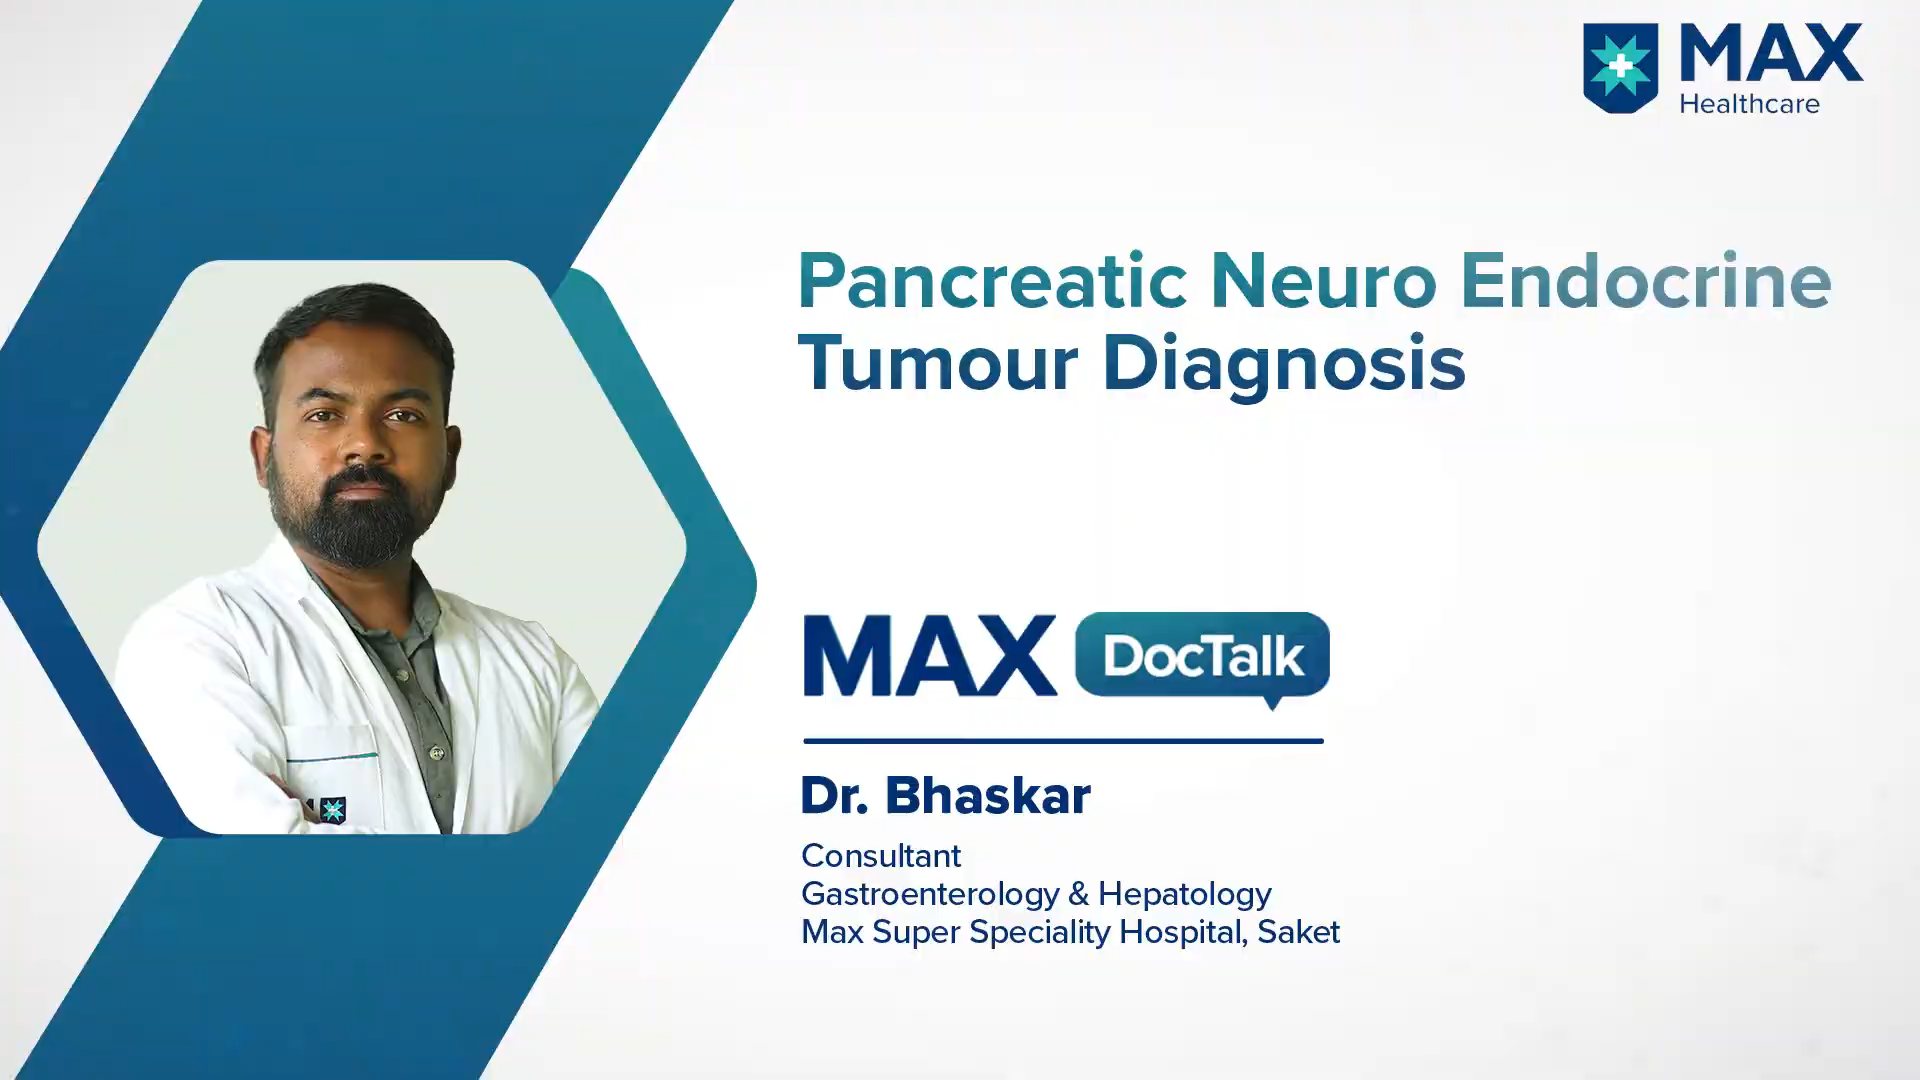 MAX
Healthcare
Pancreatic Neuro Endocrine
Tumour Diagnosis
MAX DocTalk
Dr. Bhaskar
Consultant
Gastroenterology & Hepatology
Max Super Speciality Hospital, Saket